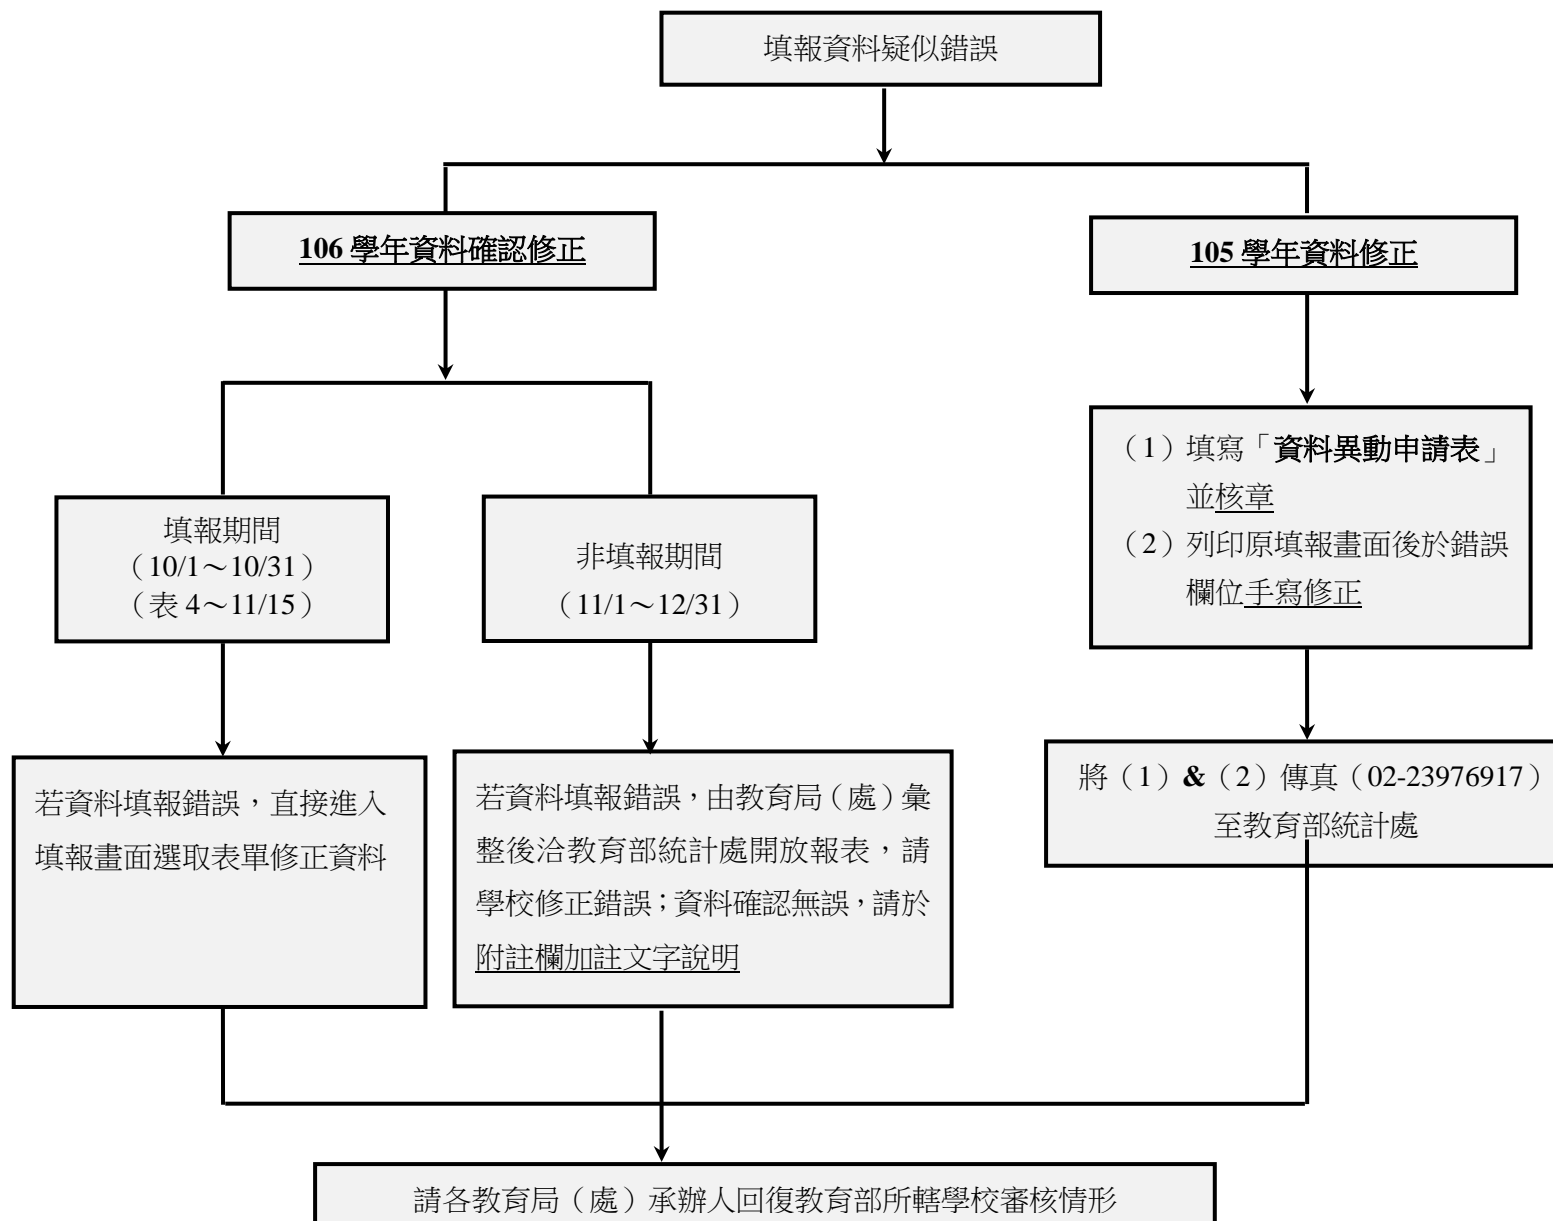 填報資料疑似錯誤
106 學年資料確認修正
105 學年資料修正
填報期間
（10/1～10/31）
（表 4～11/15）
非填報期間
（11/1～12/31）
（1）填寫「資料異動申請表」
並核章
（2）列印原填報畫面後於錯誤
欄位手寫修正
若資料填報錯誤，直接進入
填報畫面選取表單修正資料
若資料填報錯誤，由教育局（處）彙
整後洽教育部統計處開放報表，請
學校修正錯誤；資料確認無誤，請於
附註欄加註文字說明
將（1）&（2）傳真（02-23976917）
至教育部統計處
請各教育局（處）承辦人回復教育部所轄學校審核情形